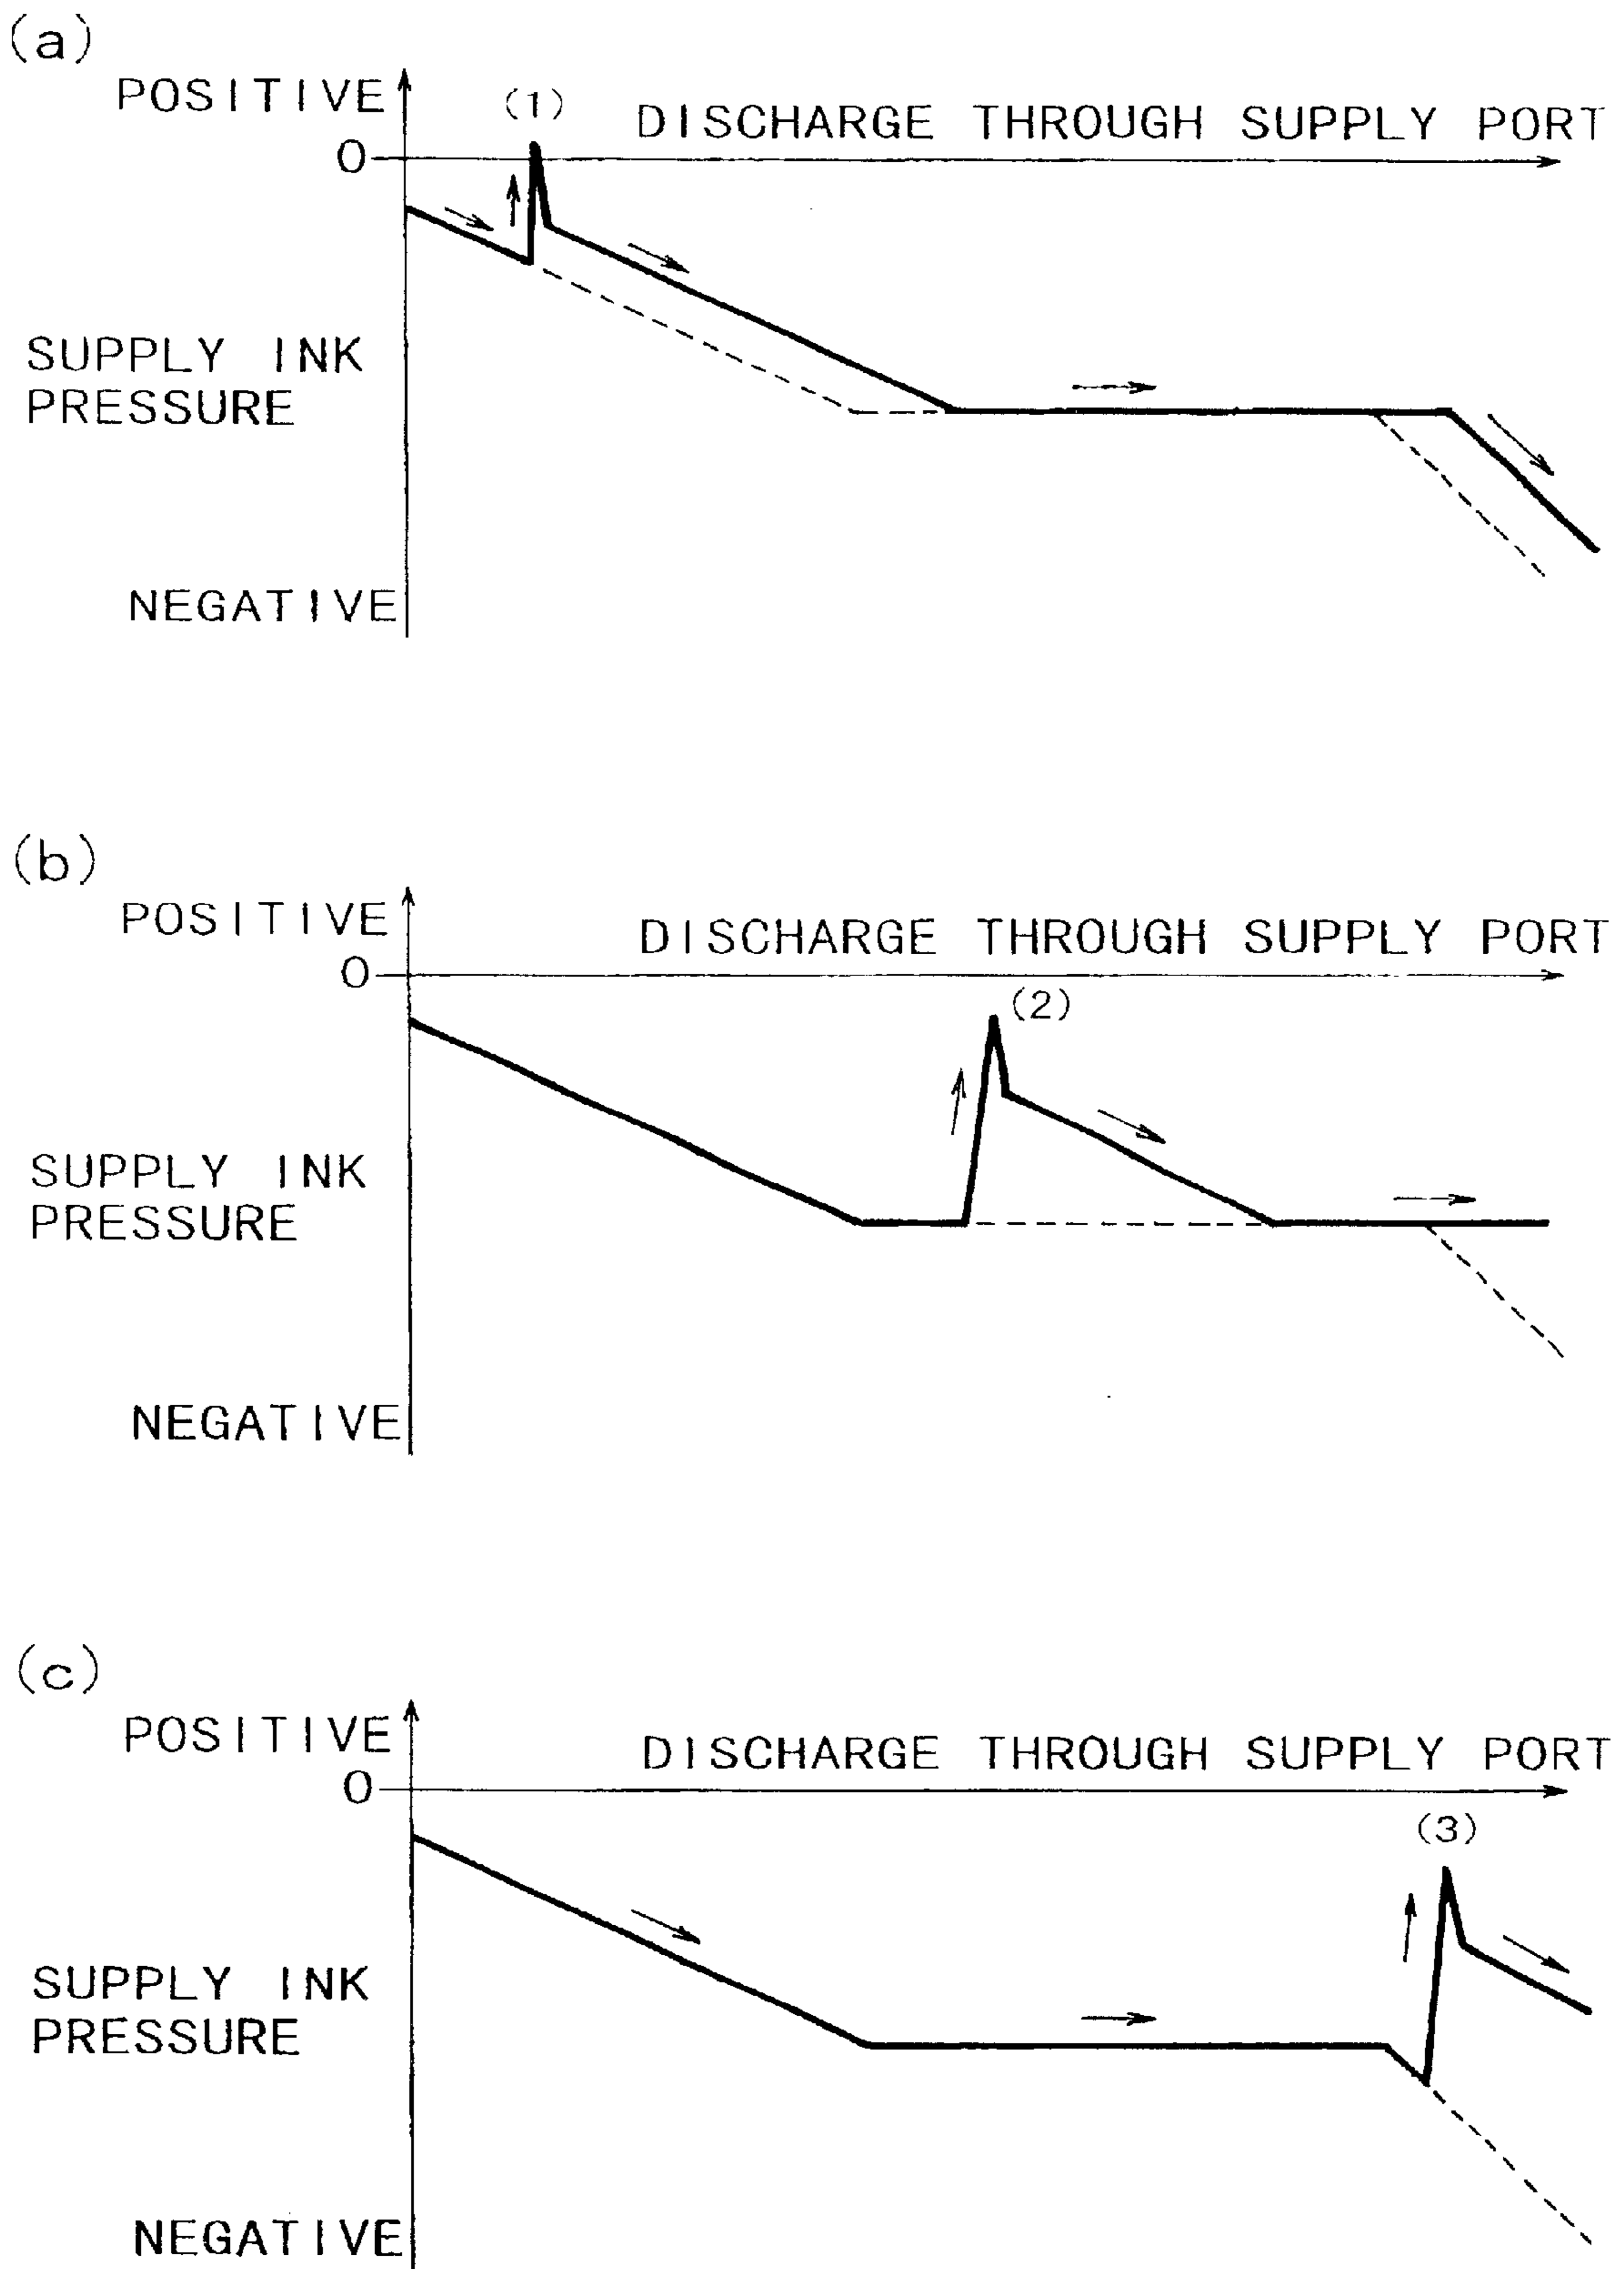 (a)
POSITIVE
(1)
DISCHARGE THROUGH SUPPLY PORT
0
SUPPLY INK
PRESSURE
NEGATIVE
(b)
POSITIVE
DISCHARGE THROUGH SUPPLY PORT
0
(2)
SUPPLY INK
PRESSURE
NEGATIVE
(c)
POSITIVE
DISCHARGE THROUGH SUPPLY PORT
0
(3)
SUPPLY INK
PRESSURE
NEGATIVE